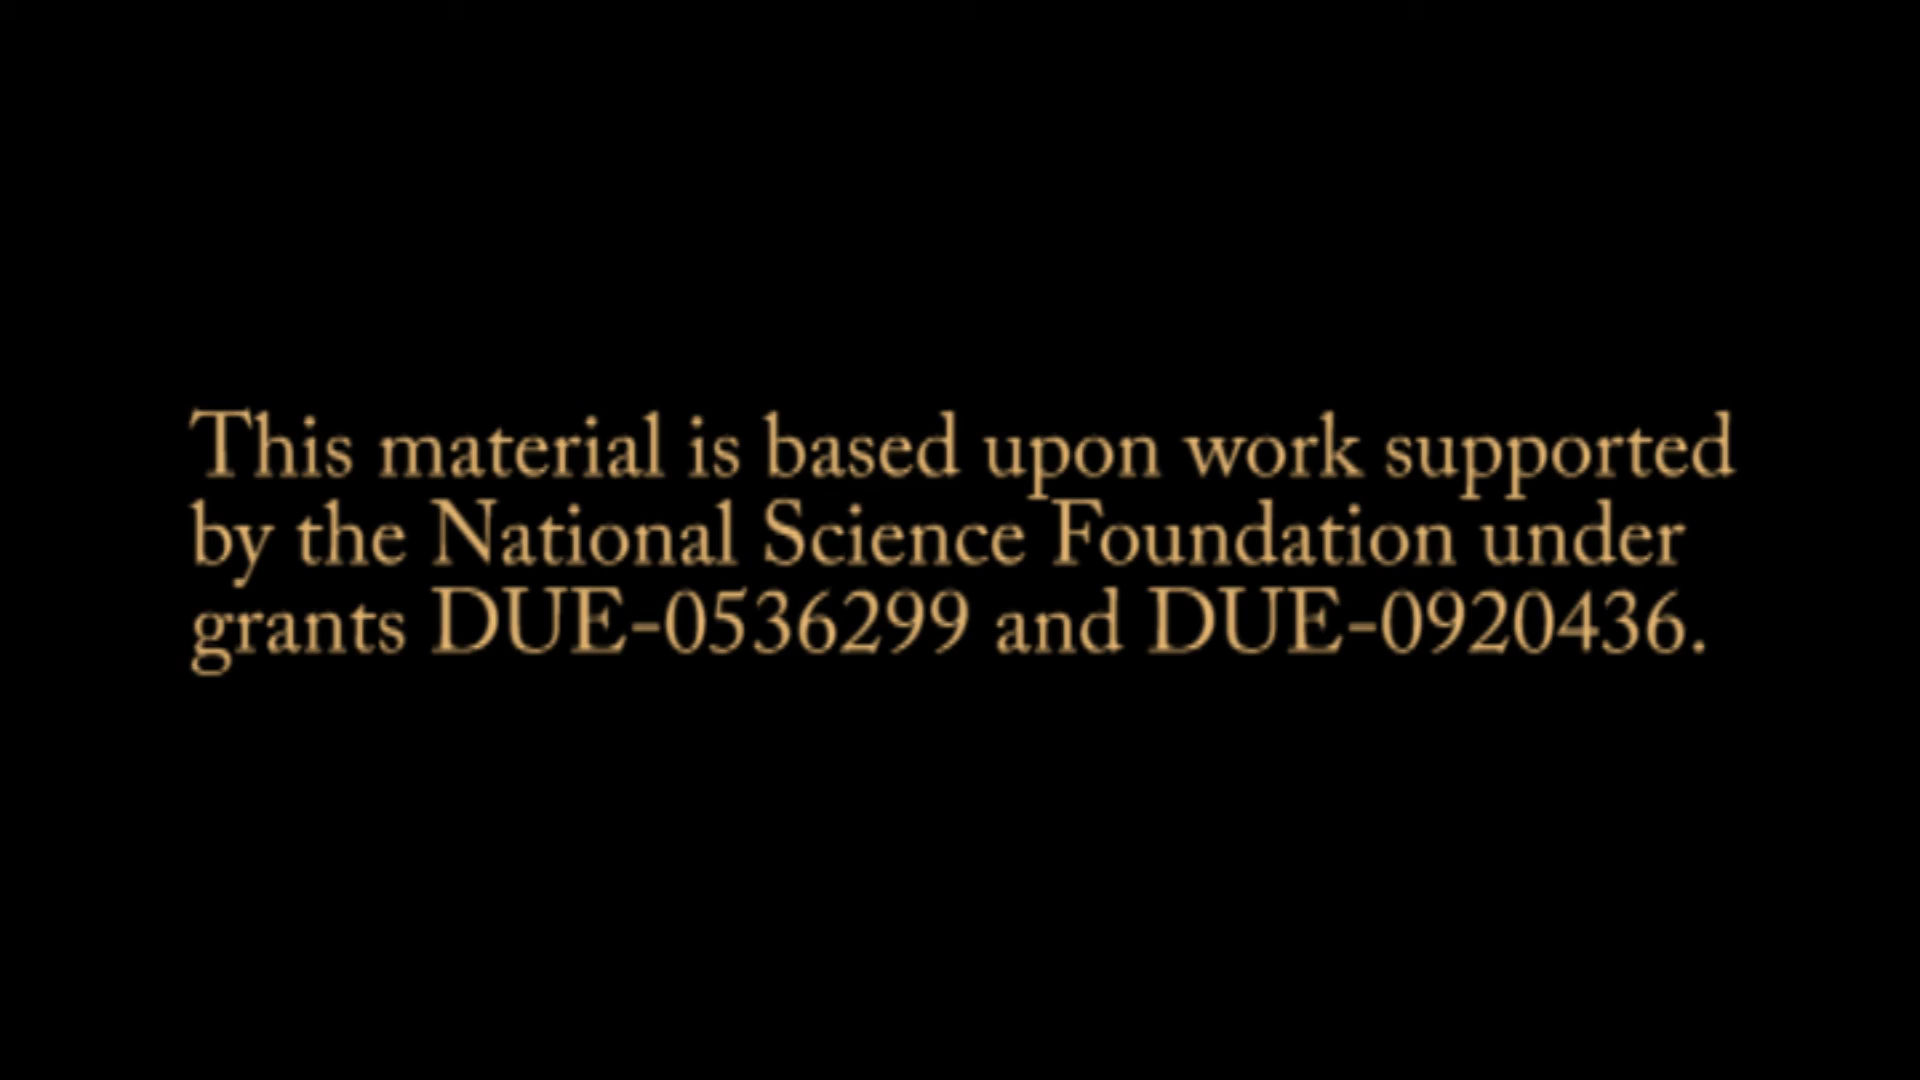 This material is based upon work supported
by the National Science Foundation under
grants DUE-0536299 and DUE-0920436.